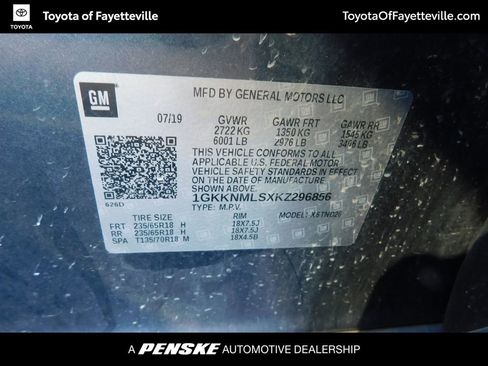 Toyota of Fayetteville
ToyotaOfFayetteville.com
TOYOTA
GM
MFD BY GENERAL MOTORS LLC
07/19 GVWR GAWR FRT GAWR RR
2722 KG 1350 KG 1545 KG
6001 LB 2976 LB 3406 LB
THIS VEHICLE CONFORMS TO ALL
APPLICABLE U.S. FEDERAL MOTOR
VEHICLE SAFETY STANDARDS IN EFFECT
ON THE DATE OF MANUFACTURE
SHOWN ABOVE.
1GKKNMLSXKZ296856
626D
TYPE: M.P.V. MODEL:
TIRE SIZE RIM
FRT 235/65R18 H 18X7.5J
RR 235/65R18 H 18X7.5J
SPA T135/70R18 M 18X4.5B
A PENSKE AUTOMOTIVE DEALERSHIP